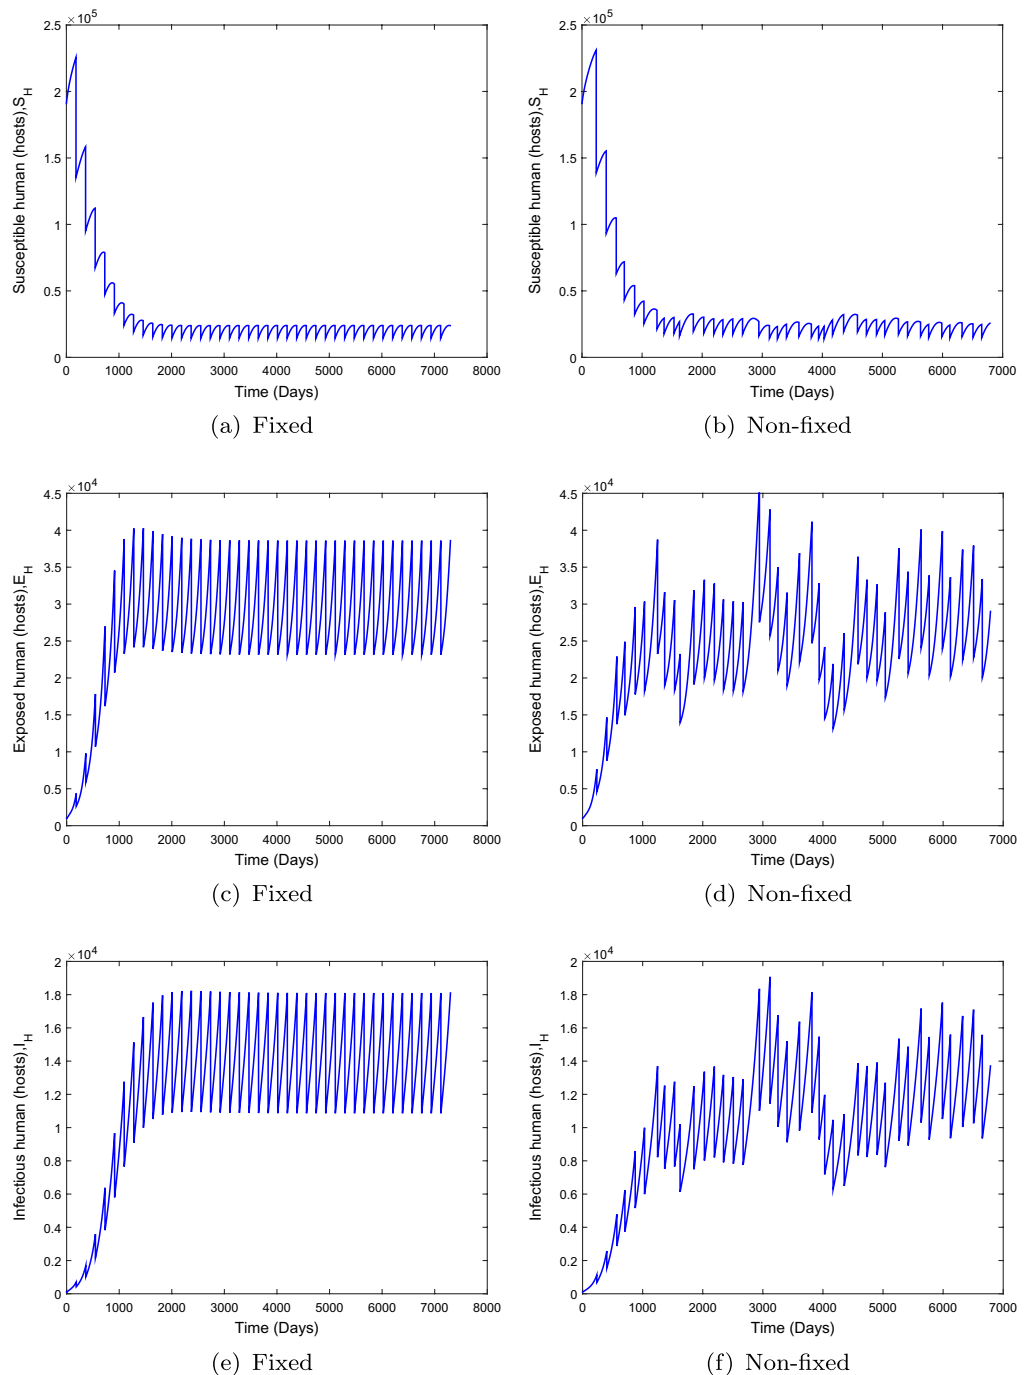 ×10^5
2.5
2
1.5
1
0.5
0
Susceptible human (hosts),S_H
0 1000 2000 3000 4000 5000 6000 7000 8000
Time (Days)
(a) Fixed
×10^5
2.5
2
1.5
1
0.5
0
Susceptible human (hosts),S_H
0 1000 2000 3000 4000 5000 6000 7000
Time (Days)
(b) Non-fixed
×10^4
4.5
4
3.5
3
2.5
2
1.5
1
0.5
0
Exposed human (hosts),E_H
0 1000 2000 3000 4000 5000 6000 7000 8000
Time (Days)
(c) Fixed
×10^4
4.5
4
3.5
3
2.5
2
1.5
1
0.5
0
Exposed human (hosts),E_H
0 1000 2000 3000 4000 5000 6000 7000
Time (Days)
(d) Non-fixed
×10^4
2
1.8
1.6
1.4
1.2
1
0.8
0.6
0.4
0.2
0
Infectious human (hosts),I_H
0 1000 2000 3000 4000 5000 6000 7000 8000
Time (Days)
(e) Fixed
×10^4
2
1.8
1.6
1.4
1.2
1
0.8
0.6
0.4
0.2
0
Infectious human (hosts),I_H
0 1000 2000 3000 4000 5000 6000 7000
Time (Days)
(f) Non-fixed